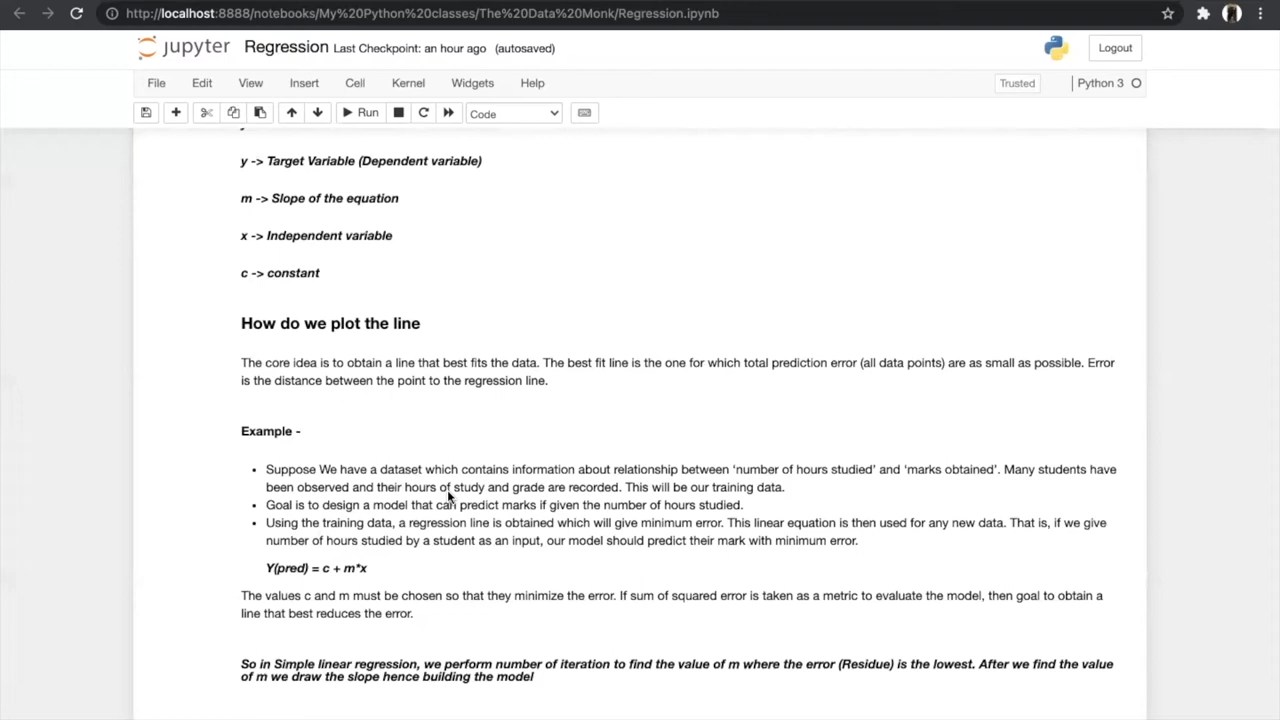 http://localhost:8888/notebooks/My%20Python%20classes/The%20Data%20Monk/Regression.ipynb
jupyter Regression Last Checkpoint: an hour ago (autosaved)
Logout
File Edit View Insert Cell Kernel Widgets Help
Trusted Python 3
Run Code
y -> Target Variable (Dependent variable)
m -> Slope of the equation
x -> Independent variable
c -> constant
How do we plot the line
The core idea is to obtain a line that best fits the data. The best fit line is the one for which total prediction error (all data points) are as small as possible. Error
is the distance between the point to the regression line.
Example -
• Suppose We have a dataset which contains information about relationship between ‘number of hours studied’ and ‘marks obtained’. Many students have
been observed and their hours of study and grade are recorded. This will be our training data.
• Goal is to design a model that can predict marks if given the number of hours studied.
• Using the training data, a regression line is obtained which will give minimum error. This linear equation is then used for any new data. That is, if we give
number of hours studied by a student as an input, our model should predict their mark with minimum error.
Y(pred) = c + m*x
The values c and m must be chosen so that they minimize the error. If sum of squared error is taken as a metric to evaluate the model, then goal to obtain a
line that best reduces the error.
So in Simple linear regression, we perform number of iteration to find the value of m where the error (Residue) is the lowest. After we find the value
of m we draw the slope hence building the model